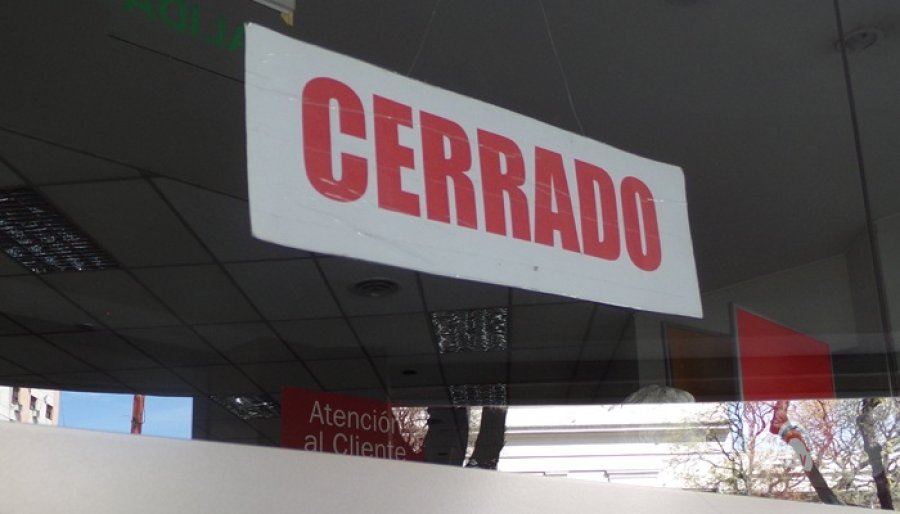 CERRADO
Atención
al Cliente